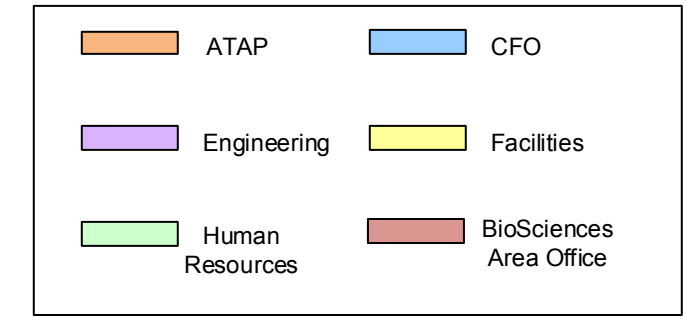 ATAP
CFO
Engineering
Facilities
Human
Resources
BioSciences
Area Office